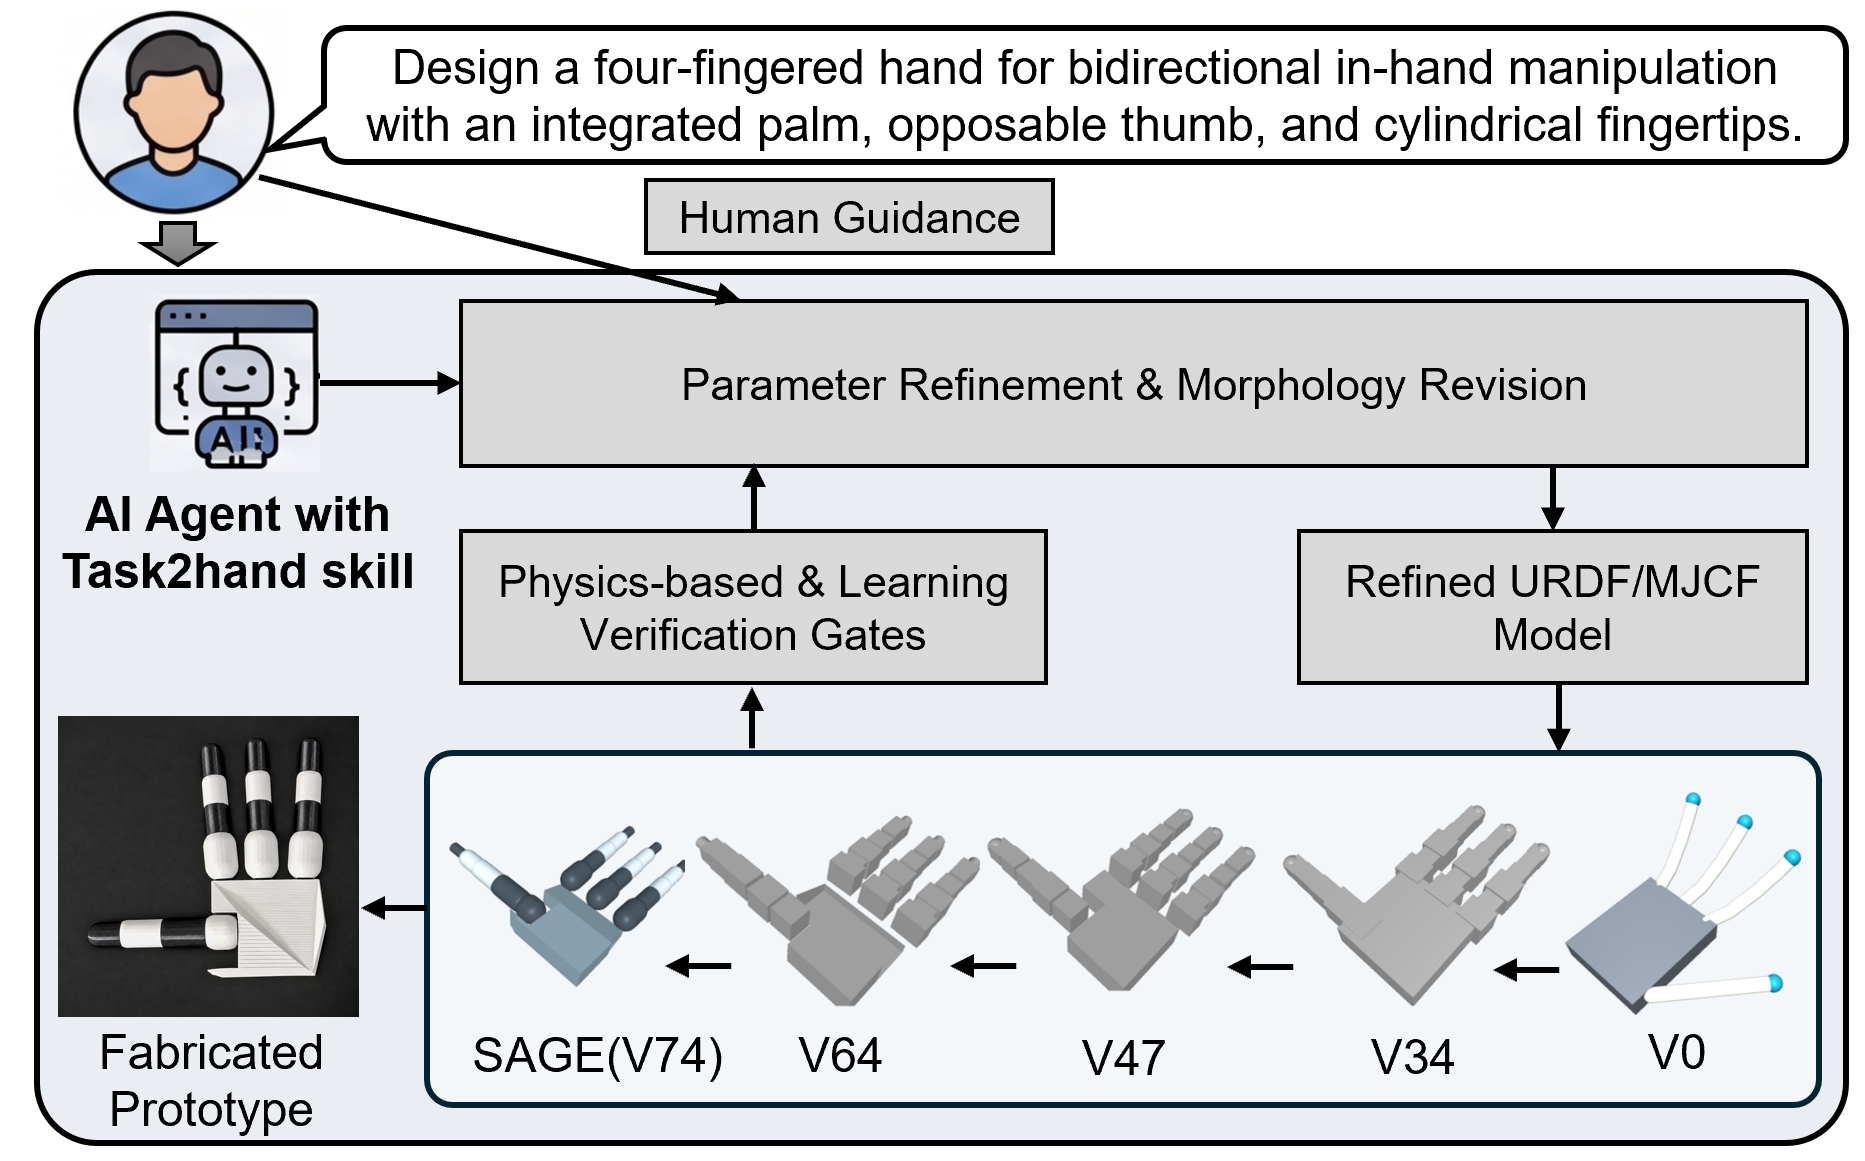 Design a four-fingered hand for bidirectional in-hand manipulation
with an integrated palm, opposable thumb, and cylindrical fingertips.
Human Guidance
Parameter Refinement & Morphology Revision
AI
AI Agent with
Task2hand skill
Physics-based & Learning
Verification Gates
Refined URDF/MJCF
Model
SAGE(V74)
V64
V47
V34
V0
Fabricated
Prototype